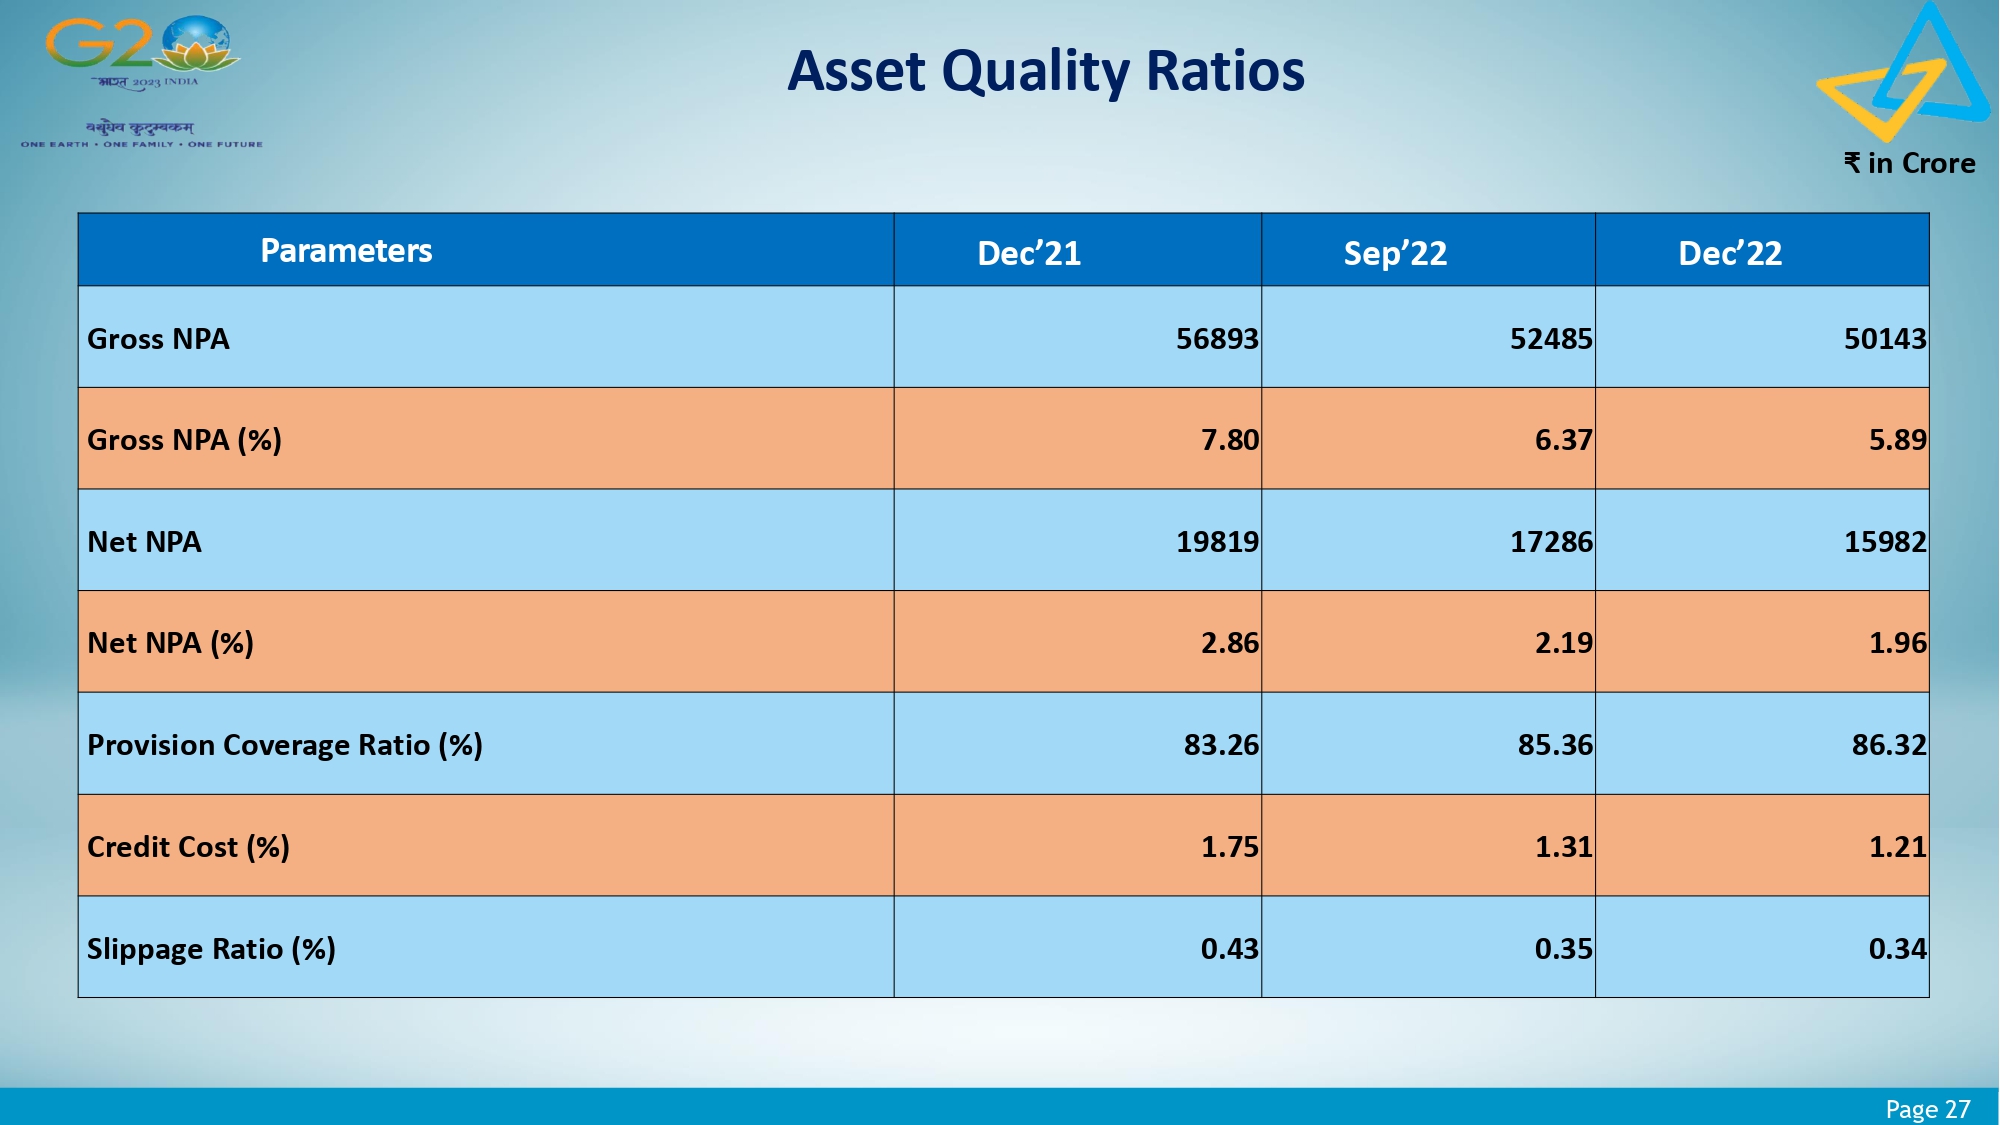 G20
भारत 2023 INDIA
वसुधैव कुटुम्बकम्
ONE EARTH • ONE FAMILY • ONE FUTURE
Asset Quality Ratios
₹ in Crore
Parameters Dec’21 Sep’22 Dec’22
Gross NPA 56893 52485 50143
Gross NPA (%) 7.80 6.37 5.89
Net NPA 19819 17286 15982
Net NPA (%) 2.86 2.19 1.96
Provision Coverage Ratio (%) 83.26 85.36 86.32
Credit Cost (%) 1.75 1.31 1.21
Slippage Ratio (%) 0.43 0.35 0.34
Page 27